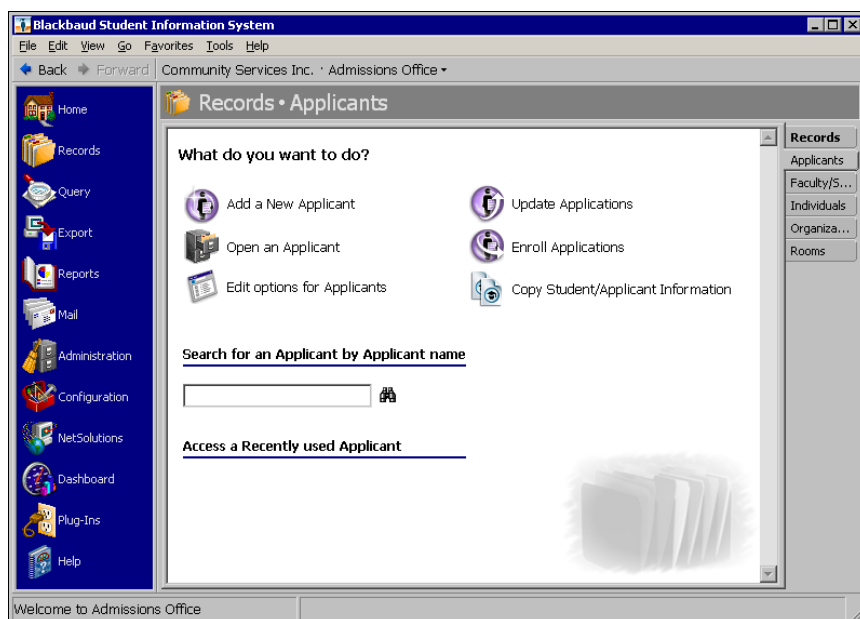 Blackbaud Student Information System
File Edit View Go Favorites Tools Help
Back Forward Community Services Inc. · Admissions Office
Home
Records
Query
Export
Reports
Mail
Administration
Configuration
NetSolutions
Dashboard
Plug-Ins
Help
Records • Applicants
What do you want to do?
Add a New Applicant
Open an Applicant
Edit options for Applicants
Update Applications
Enroll Applications
Copy Student/Applicant Information
Search for an Applicant by Applicant name
Access a Recently used Applicant
Records
Applicants
Faculty/S...
Individuals
Organiza...
Rooms
Welcome to Admissions Office